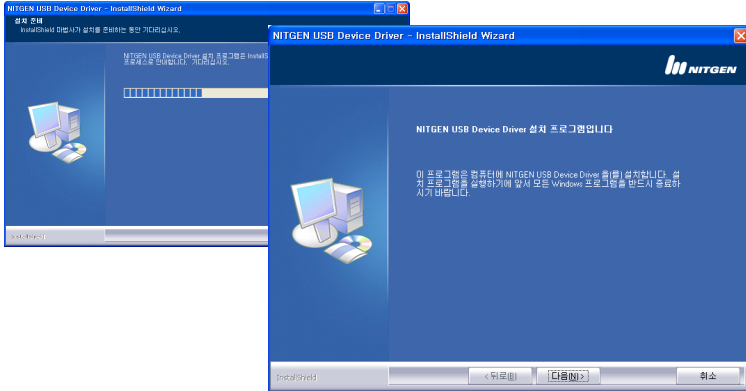 NITGEN USB Device Driver - InstallShield Wizard
설치 준비
InstallShield 마법사가 설치를 준비하는 동안 기다리십시오.
NITGEN USB Device Driver 설치 프로그램은 InstallS
프로세스로 안내합니다. 기다리십시오.
InstallShield
NITGEN USB Device Driver - InstallShield Wizard
NITGEN
NITGEN USB Device Driver 설치 프로그램입니다
이 프로그램은 컴퓨터에 NITGEN USB Device Driver 을(를) 설치합니다. 설
치 프로그램을 실행하기에 앞서 모든 Windows 프로그램을 반드시 종료하
시기 바랍니다.
InstallShield
< 뒤로(B)
다음(N) >
취소